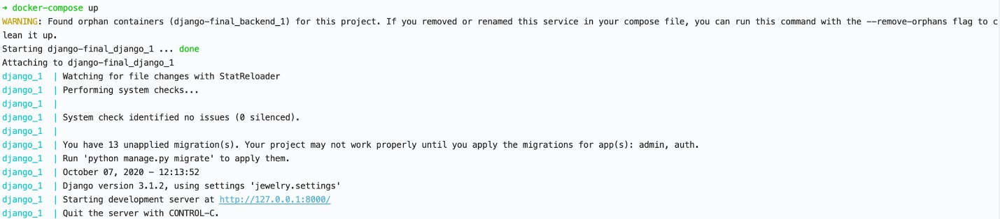 → docker-compose up
WARNING: Found orphan containers (django-final_backend_1) for this project. If you removed or renamed this service in your compose file, you can run this command with the --remove-orphans flag to c
lean it up.
Starting django-final_django_1 ... done
Attaching to django-final_django_1
django_1  | Watching for file changes with StatReloader
django_1  | Performing system checks...
django_1  |
django_1  | System check identified no issues (0 silenced).
django_1  |
django_1  | You have 13 unapplied migration(s). Your project may not work properly until you apply the migrations for app(s): admin, auth.
django_1  | Run 'python manage.py migrate' to apply them.
django_1  | October 07, 2020 - 12:13:52
django_1  | Django version 3.1.2, using settings 'jewelry.settings'
django_1  | Starting development server at http://127.0.0.1:8000/
django_1  | Quit the server with CONTROL-C.